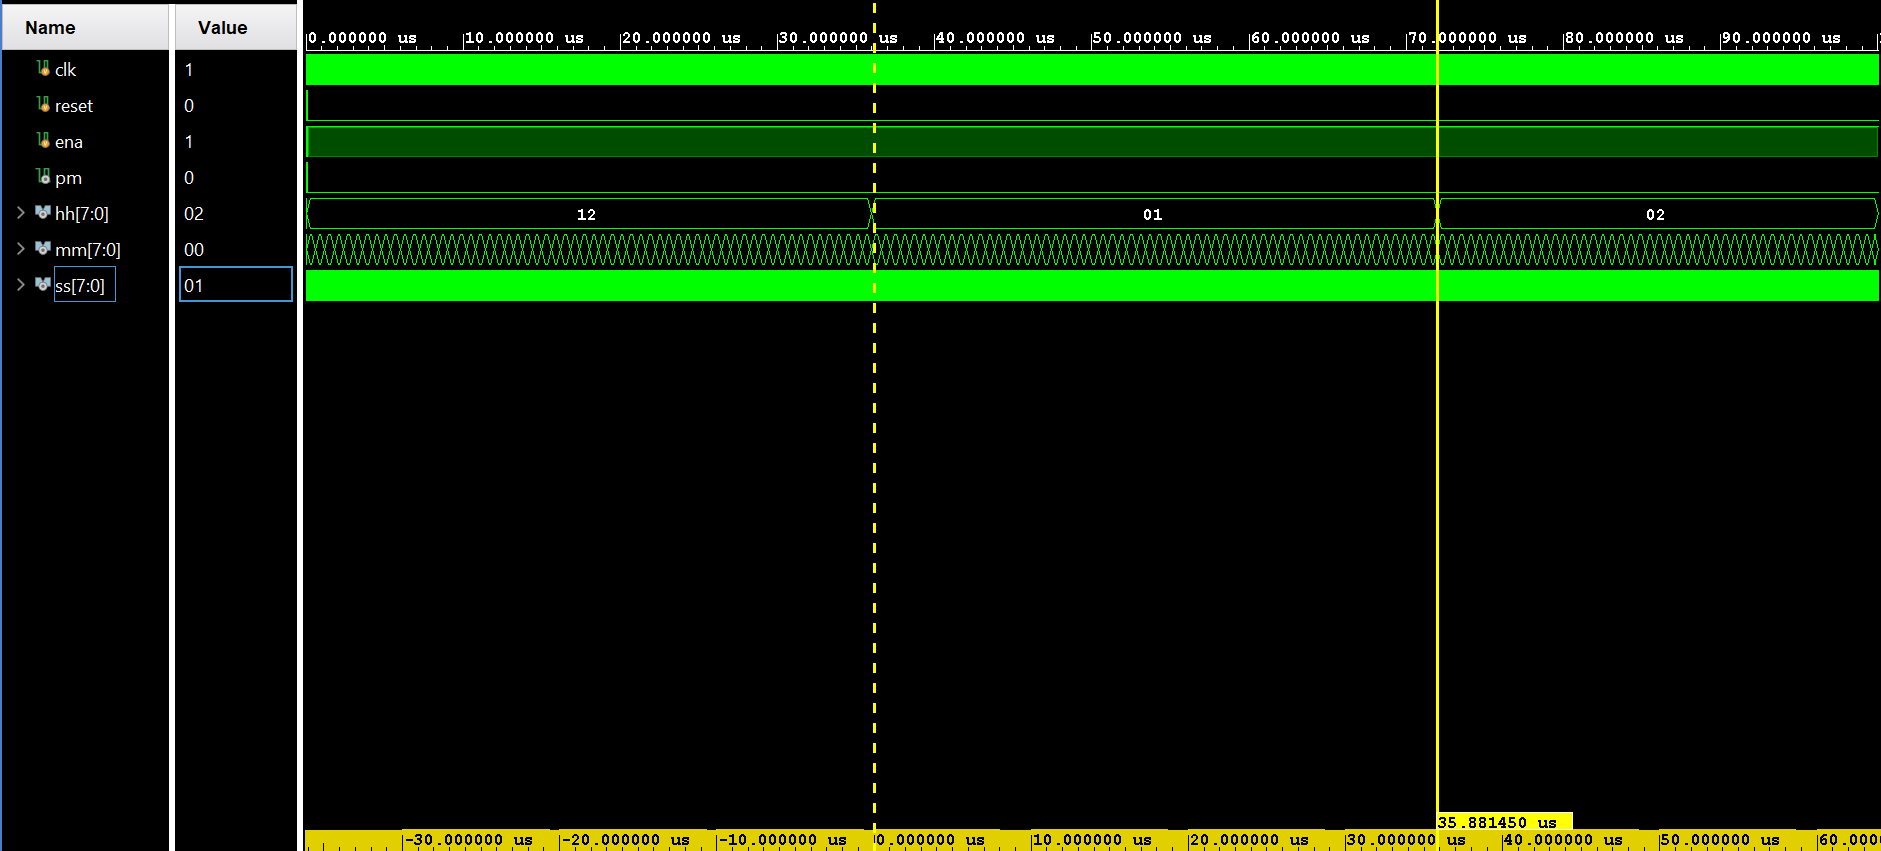 Name Value
0.000000 us 10.000000 us 20.000000 us 30.000000 us 40.000000 us 50.000000 us 60.000000 us 70.000000 us 80.000000 us 90.000000 us
clk 1
reset 0
ena 1
pm 0
hh[7:0] 02 12 01 02
mm[7:0] 00
ss[7:0] 01
35.881450 us
-30.000000 us -20.000000 us -10.000000 us 0.000000 us 10.000000 us 20.000000 us 30.000000 us 40.000000 us 50.000000 us 60.000